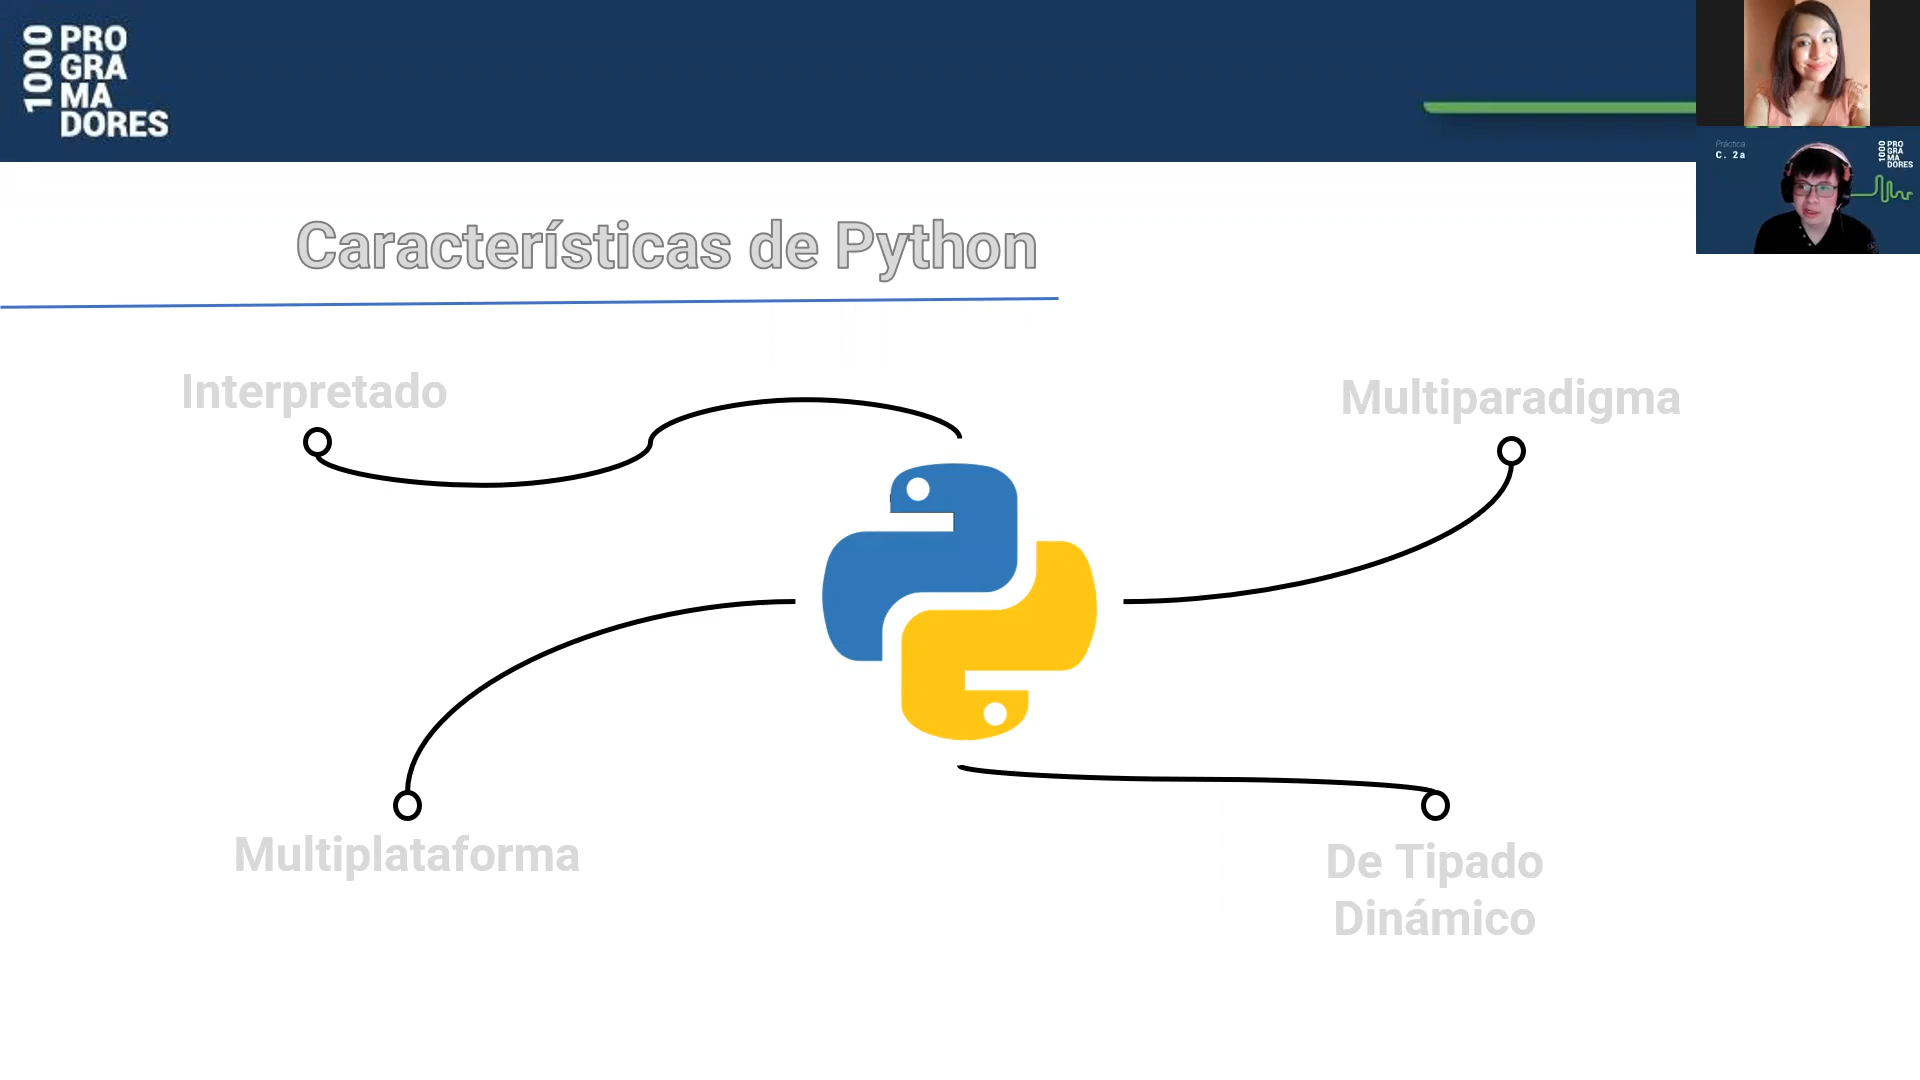 1000
PRO
GRA
MA
DORES
Práctica
C. 2a
1000
PRO
GRA
MA
DORES
Características de Python
Interpretado
Multiparadigma
Multiplataforma
De Tipado
Dinámico